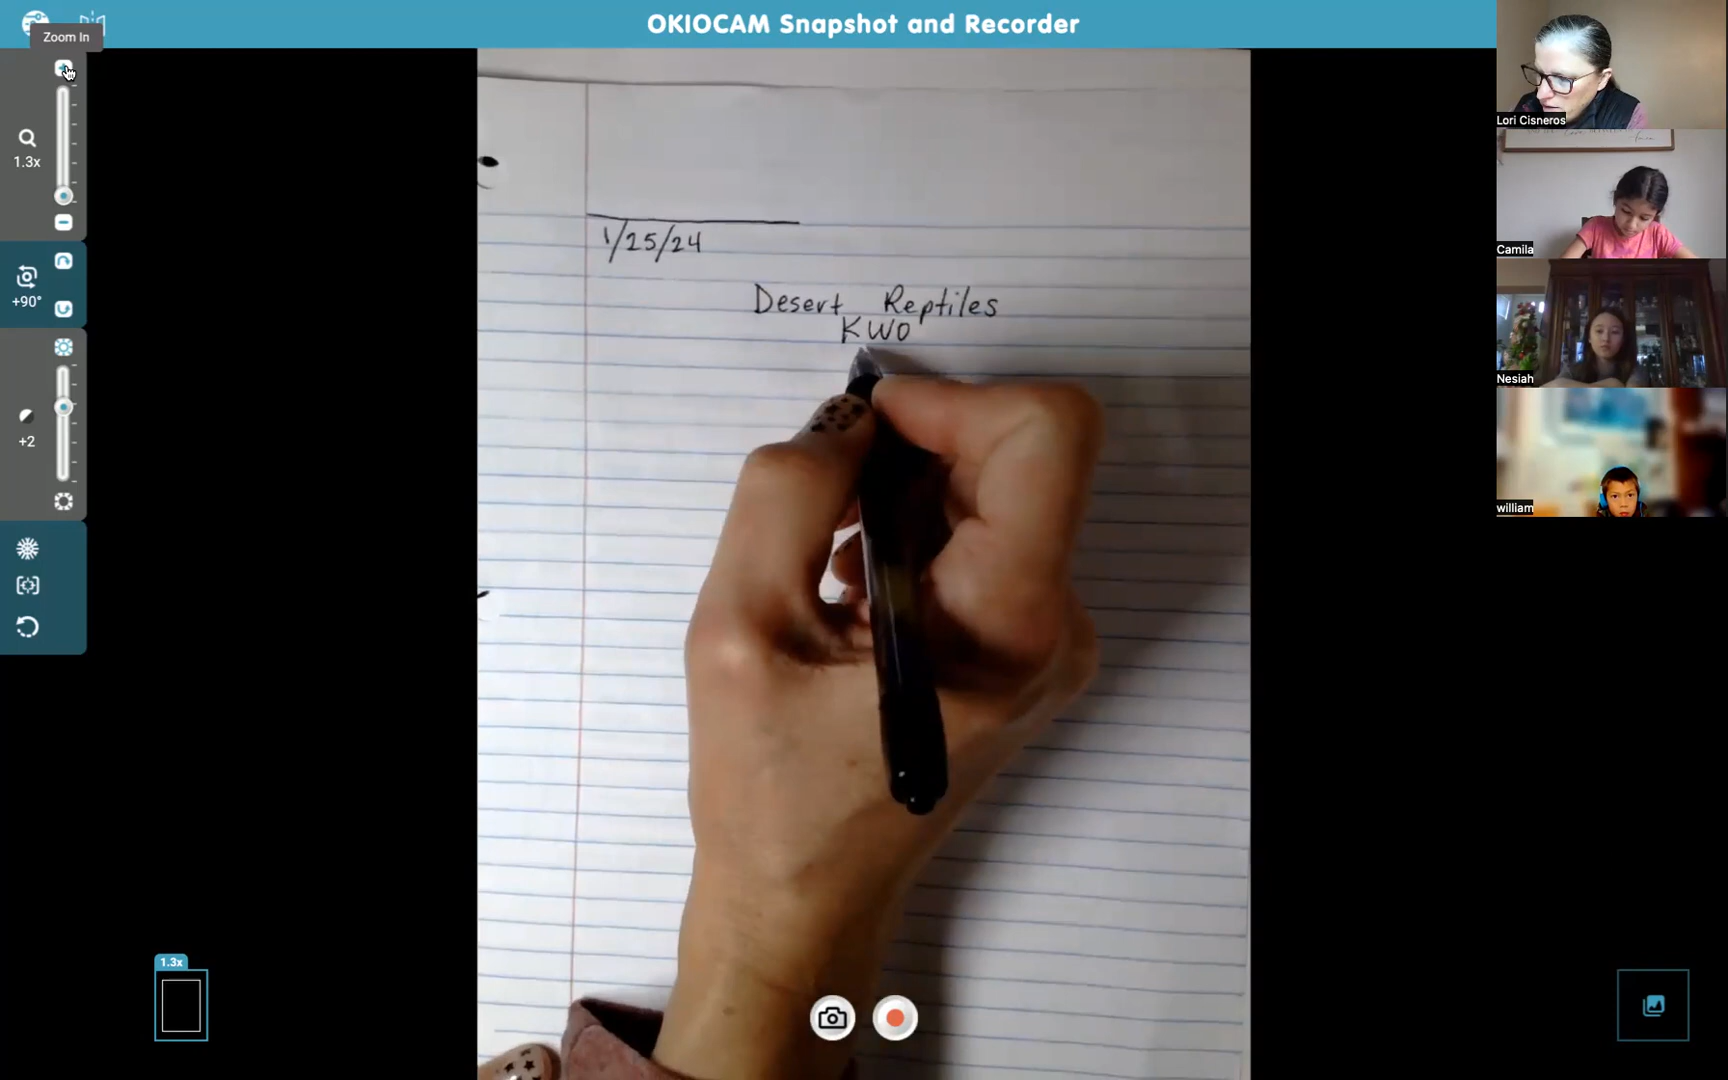 Zoom In
OKIOCAM Snapshot and Recorder
1.3x
+90°
+2
1/25/24
Desert Reptiles
KWO
1.3x
Lori Cisneros
Camila
Nesiah
william